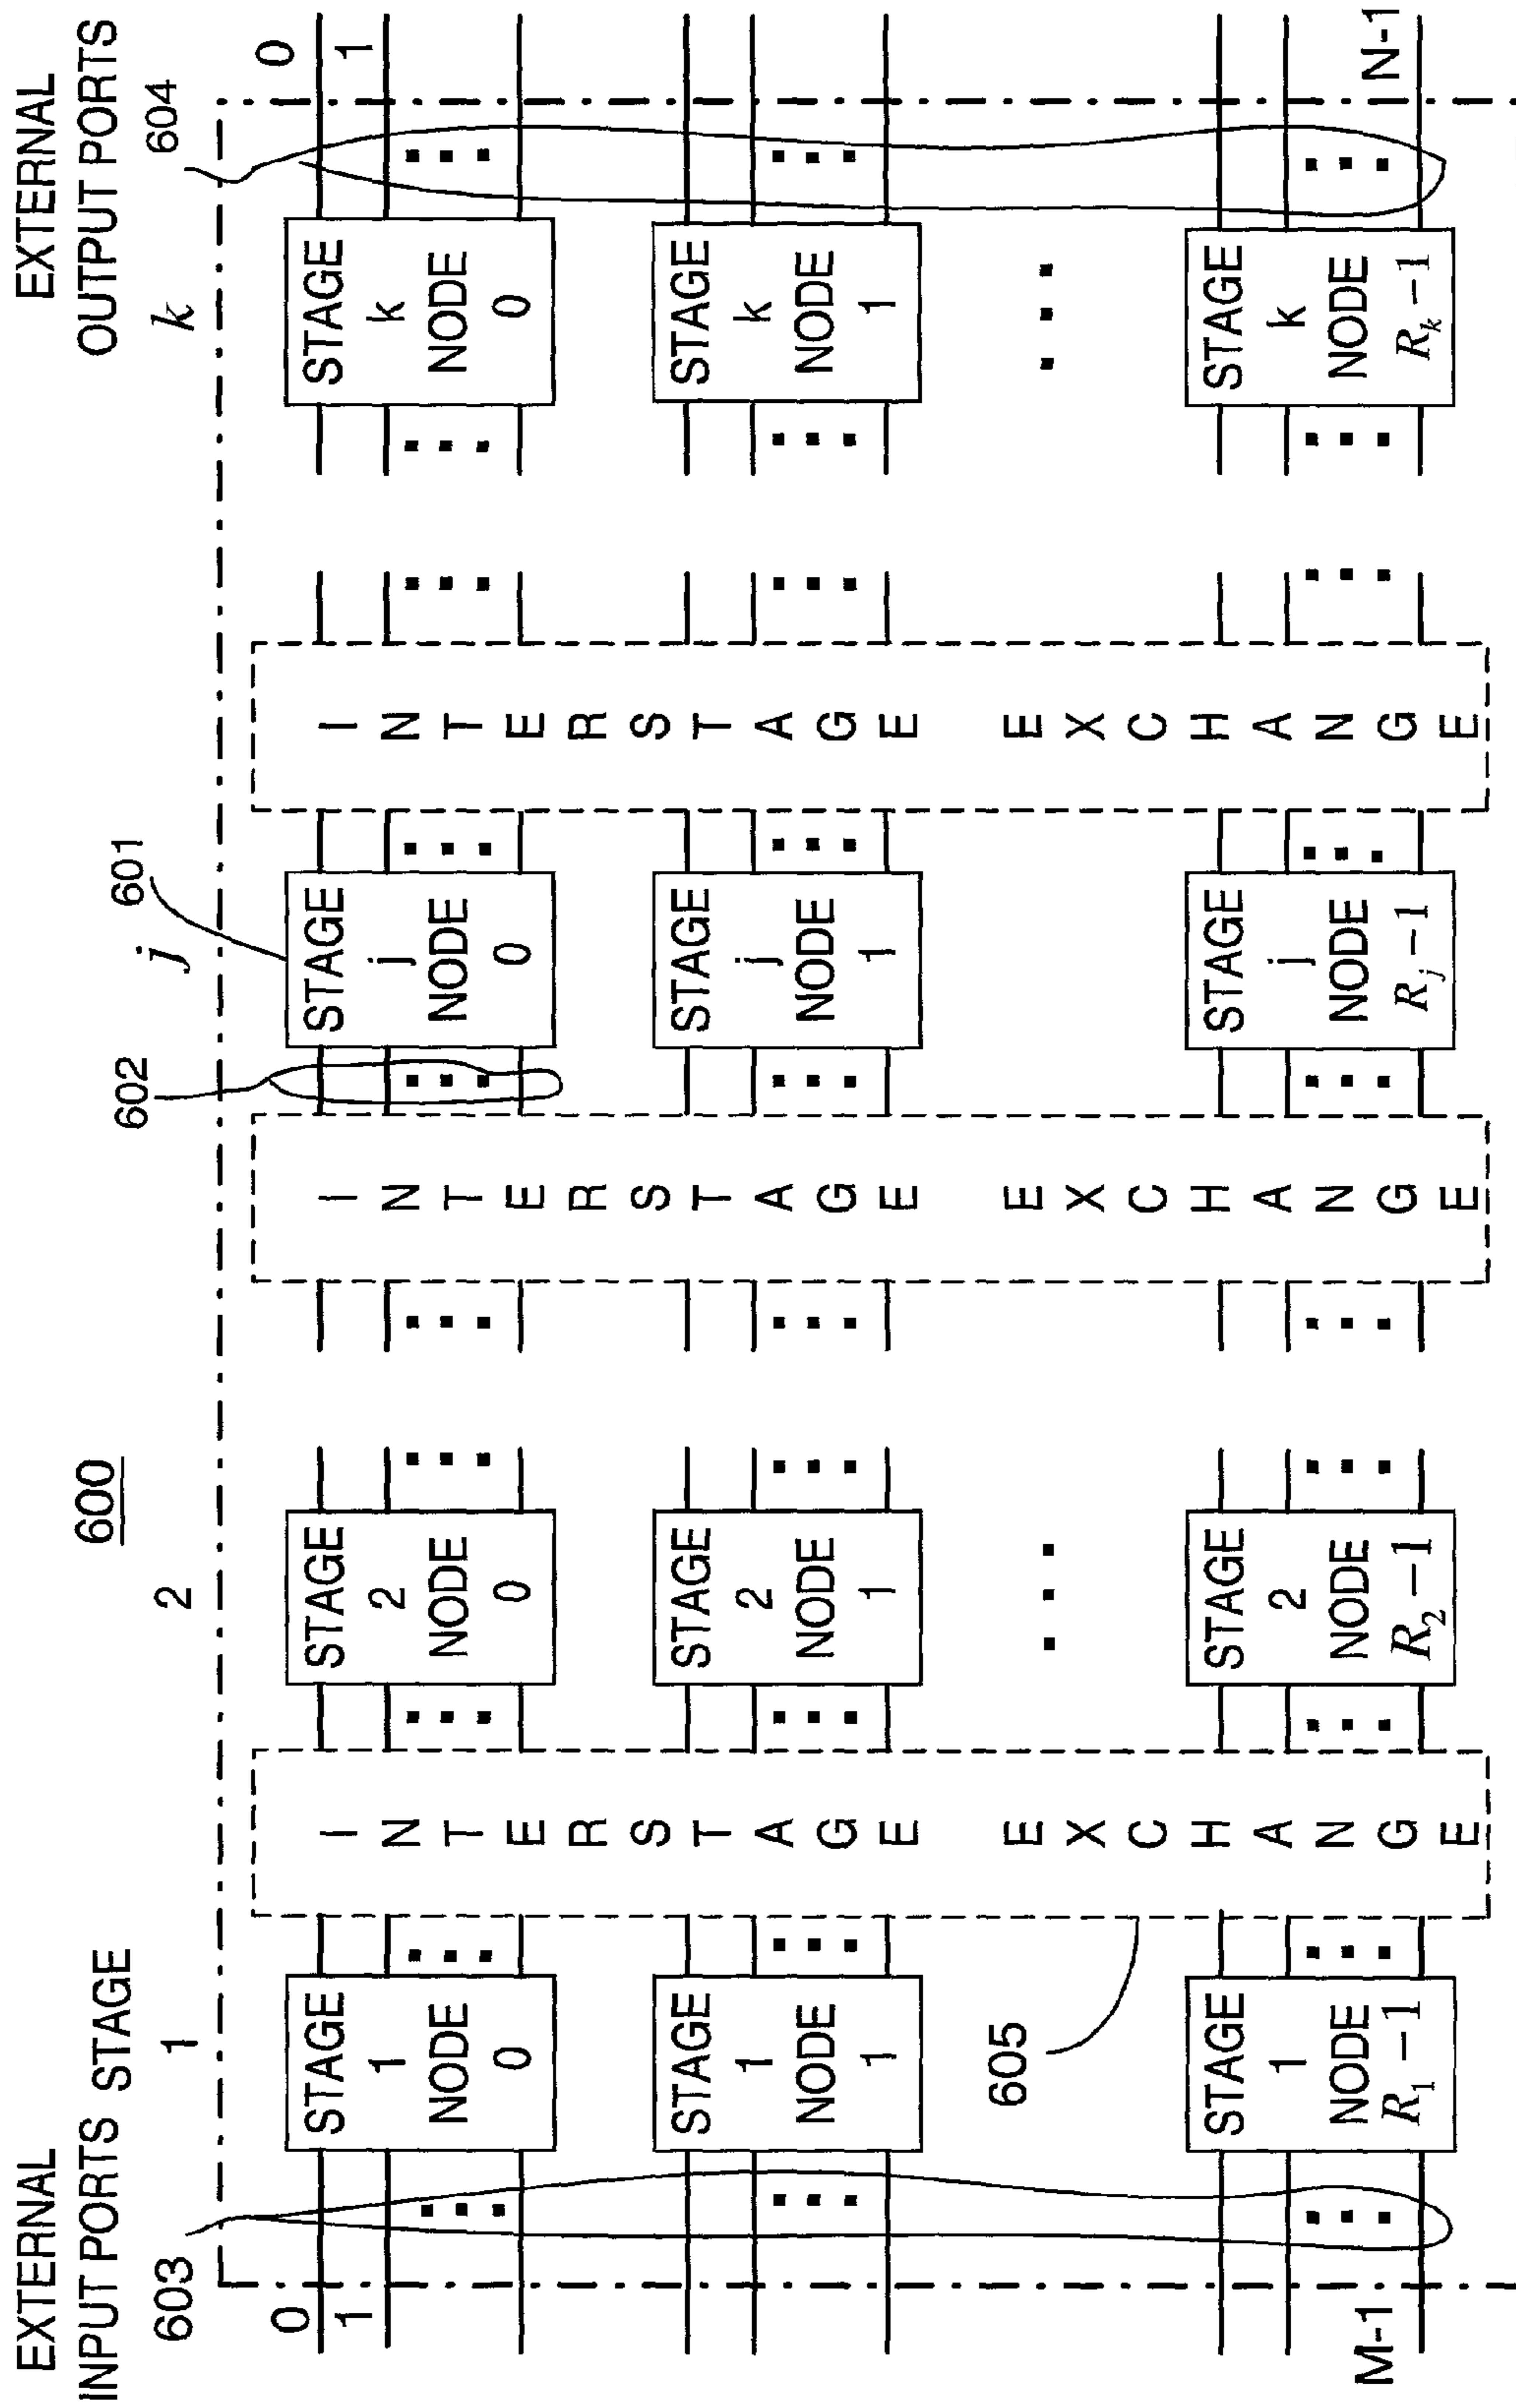 EXTERNAL
INPUT PORTS STAGE
EXTERNAL
OUTPUT PORTS
600
1
2
j
k
603
602
601
604
0
1
0
1
STAGE
1
NODE
0
STAGE
2
NODE
0
STAGE
j
NODE
0
STAGE
k
NODE
0
STAGE
1
NODE
1
STAGE
2
NODE
1
STAGE
j
NODE
1
STAGE
k
NODE
1
605
STAGE
1
NODE
R₁−1
STAGE
2
NODE
R₂−1
STAGE
j
NODE
Rⱼ−1
STAGE
k
NODE
Rₖ−1
INTERSTAGE EXCHANGE
INTERSTAGE EXCHANGE
INTERSTAGE EXCHANGE
M-1
N-1